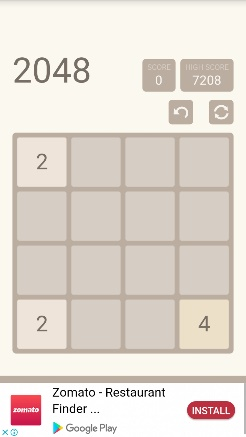 2048
SCORE
0
HIGH SCORE
7208
2
2
4
zomato
Zomato - Restaurant
Finder ...
Google Play
INSTALL